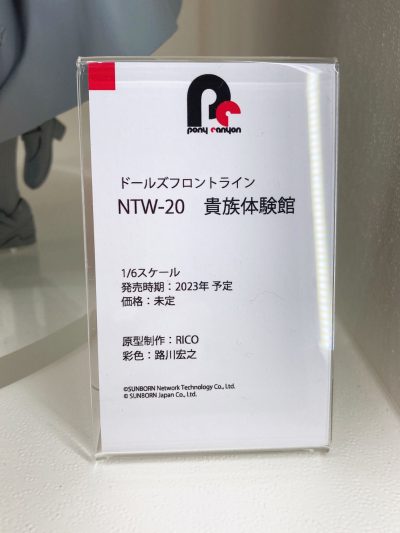 pony canyon
ドールズフロントライン
NTW-20　貴族体験館
1/6スケール
発売時期：2023年 予定
価格：未定
原型制作：RICO
彩色：路川宏之
©SUNBORN Network Technology Co., Ltd.
© SUNBORN Japan Co., Ltd.